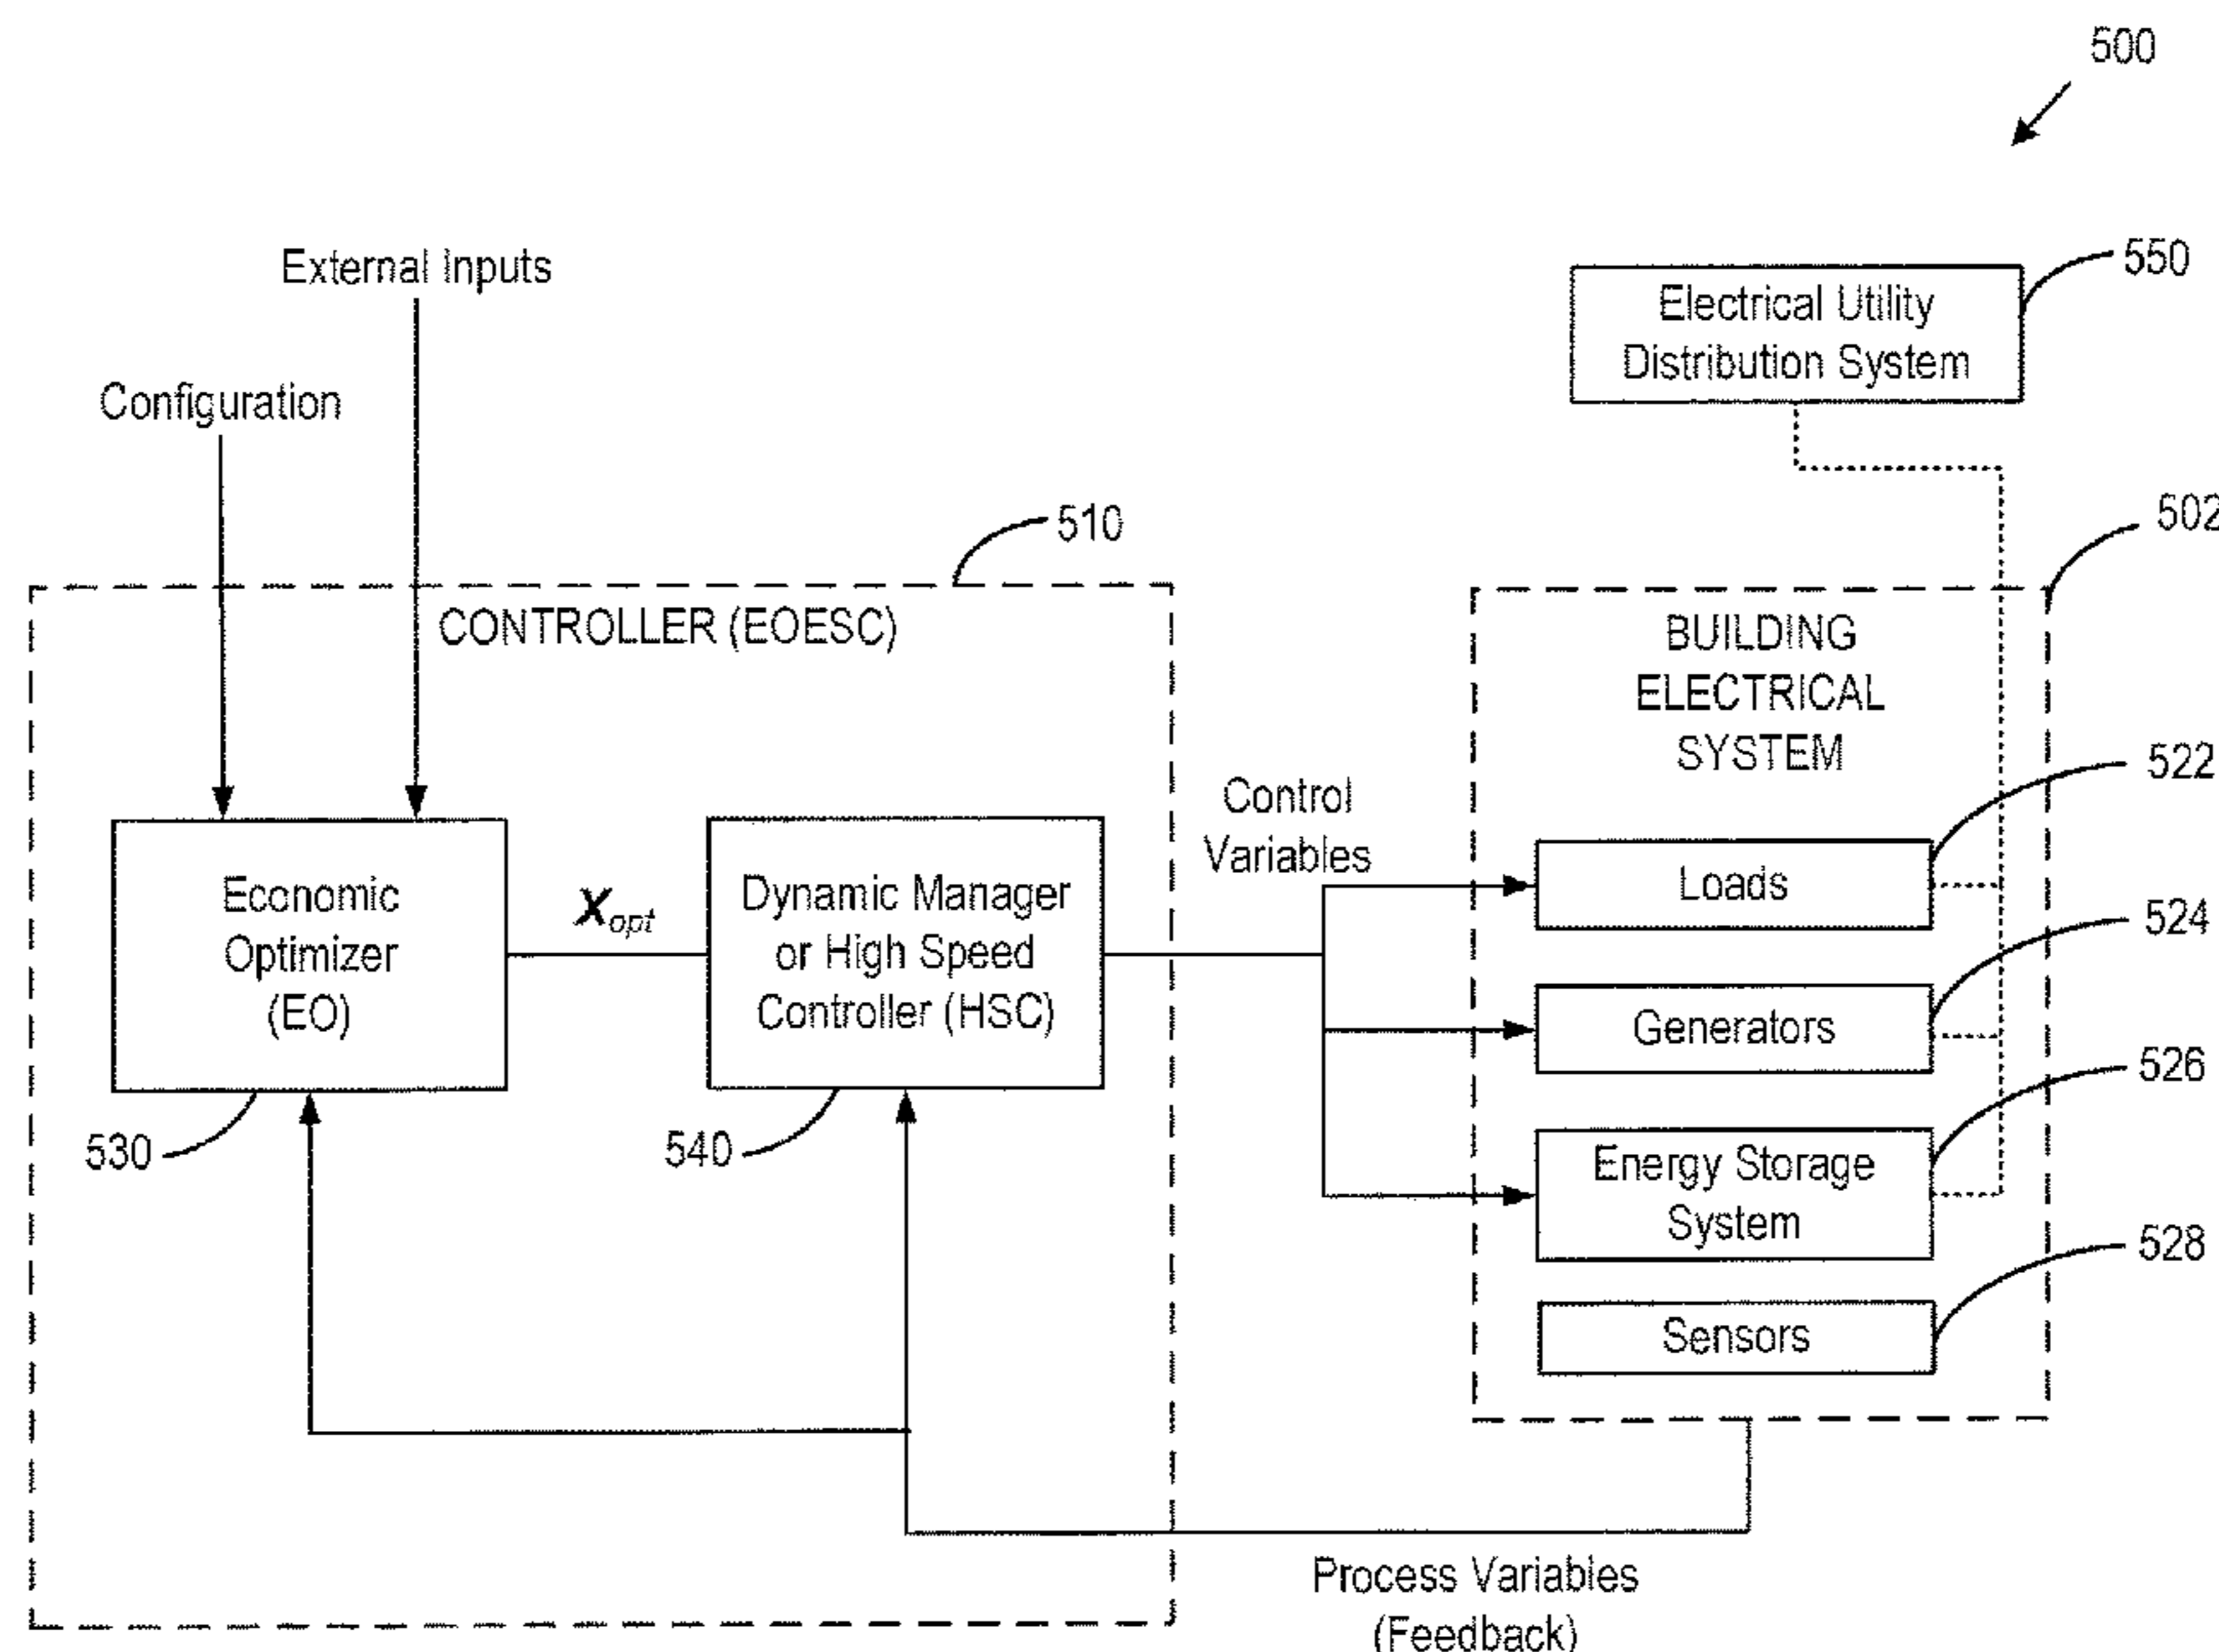 500
External Inputs
550
Electrical Utility
Distribution System
Configuration
502
510
CONTROLLER (EOESC)
BUILDING
ELECTRICAL
SYSTEM
522
Control
Variables
Loads
Economic
Optimizer
(EO)
Xopt
Dynamic Manager
or High Speed
Controller (HSC)
524
Generators
526
530
540
Energy Storage
System
528
Sensors
Process Variables
(Feedback)